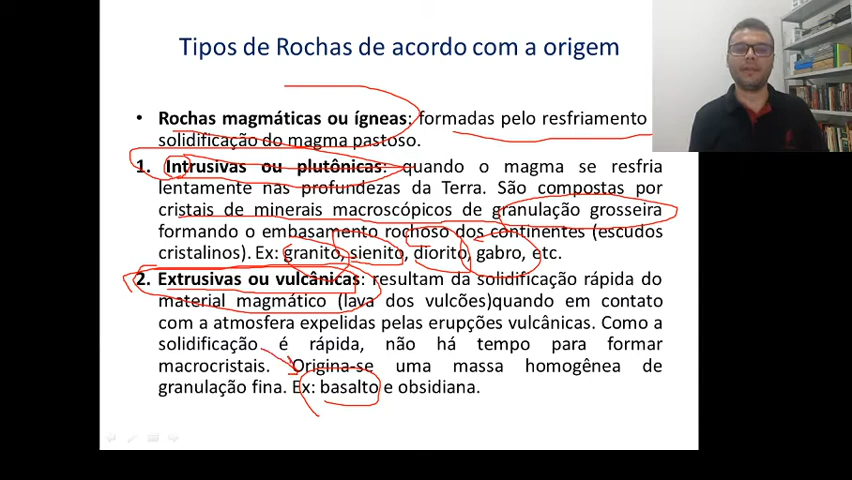 Tipos de Rochas de acordo com a origem
• Rochas magmáticas ou ígneas: formadas pelo resfriamento
solidificação do magma pastoso.
1. Intrusivas ou plutônicas: quando o magma se resfria
lentamente nas profundezas da Terra. São compostas por
cristais de minerais macroscópicos de granulação grosseira
formando o embasamento rochoso dos continentes (escudos
cristalinos). Ex: granito, sienito, diorito, gabro, etc.
2. Extrusivas ou vulcânicas: resultam da solidificação rápida do
material magmático (lava dos vulcões)quando em contato
com a atmosfera expelidas pelas erupções vulcânicas. Como a
solidificação é rápida, não há tempo para formar
macrocristais. Origina-se uma massa homogênea de
granulação fina. Ex: basalto e obsidiana.